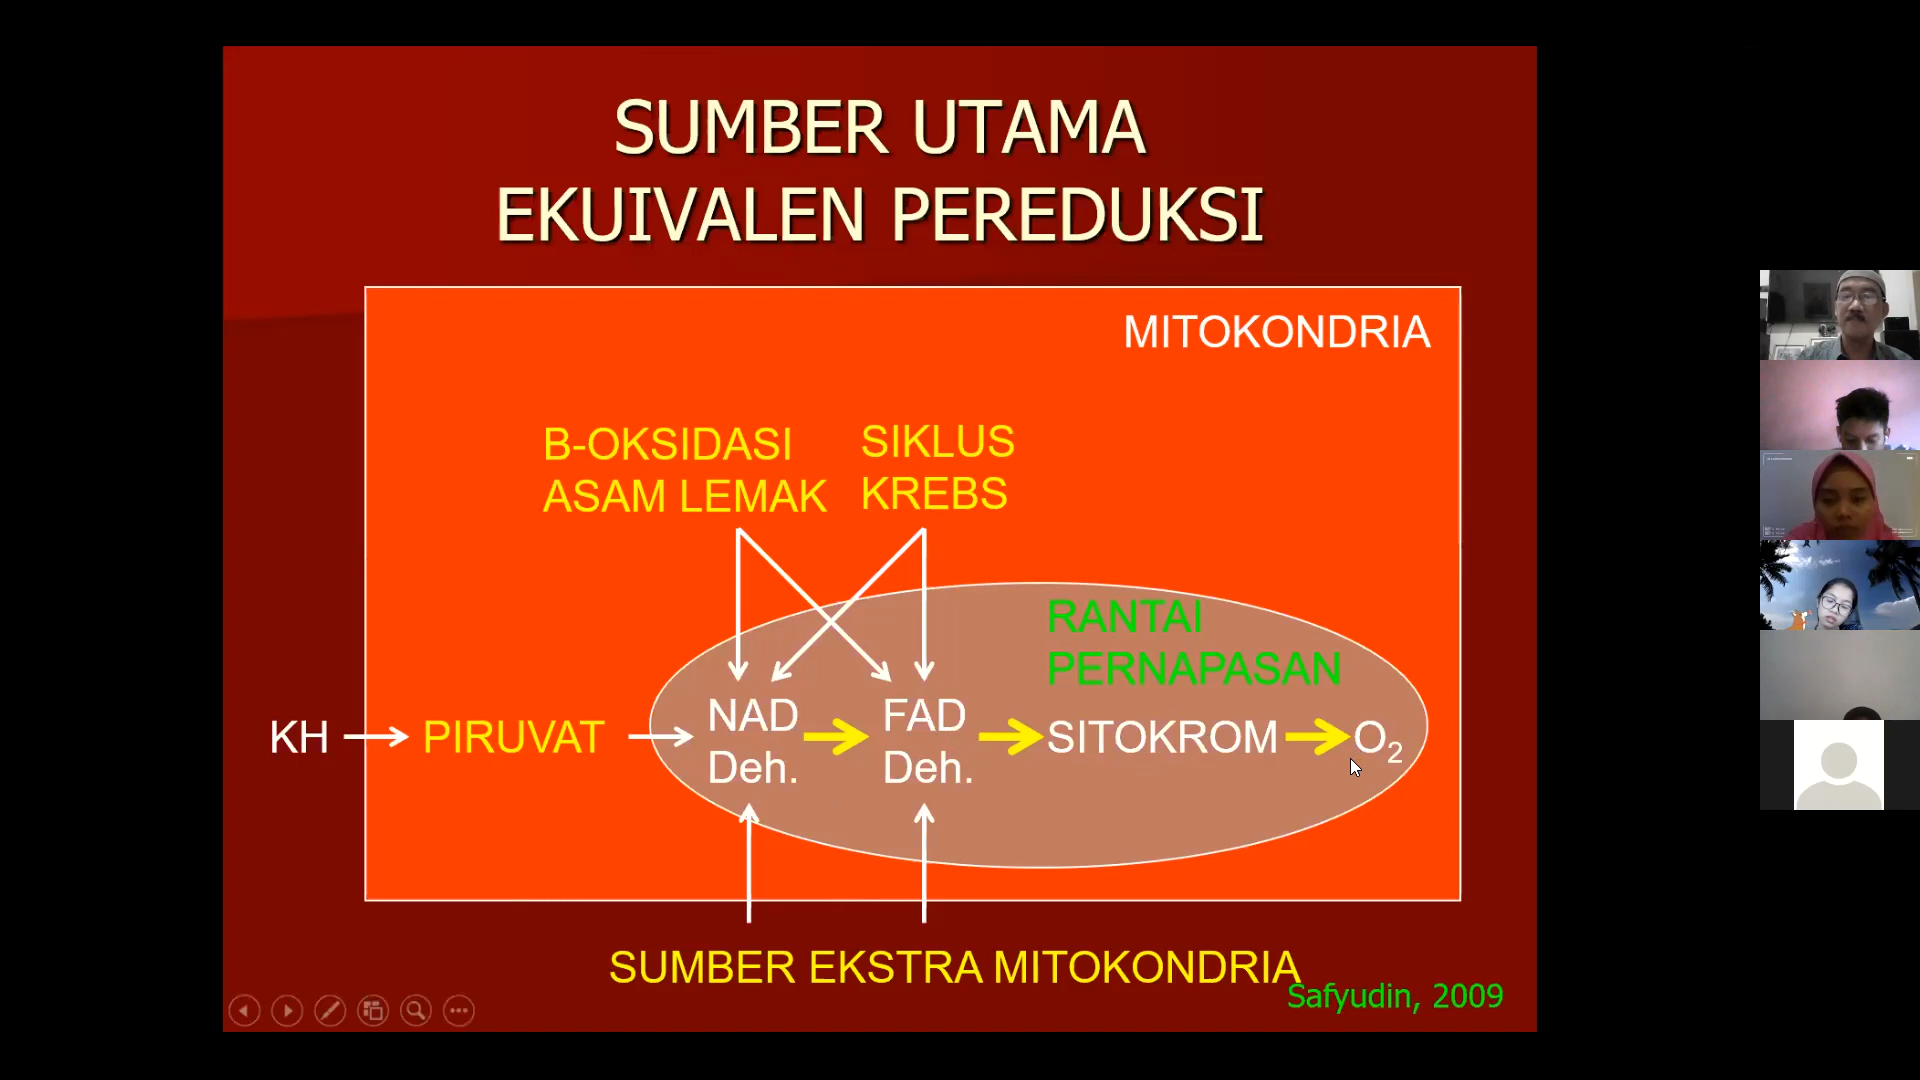 SUMBER UTAMA
EKUIVALEN PEREDUKSI
MITOKONDRIA
B-OKSIDASI
ASAM LEMAK
SIKLUS
KREBS
RANTAI
PERNAPASAN
KH
PIRUVAT
NAD
Deh.
FAD
Deh.
SITOKROM
O₂
SUMBER EKSTRA MITOKONDRIA
Safyudin, 2009